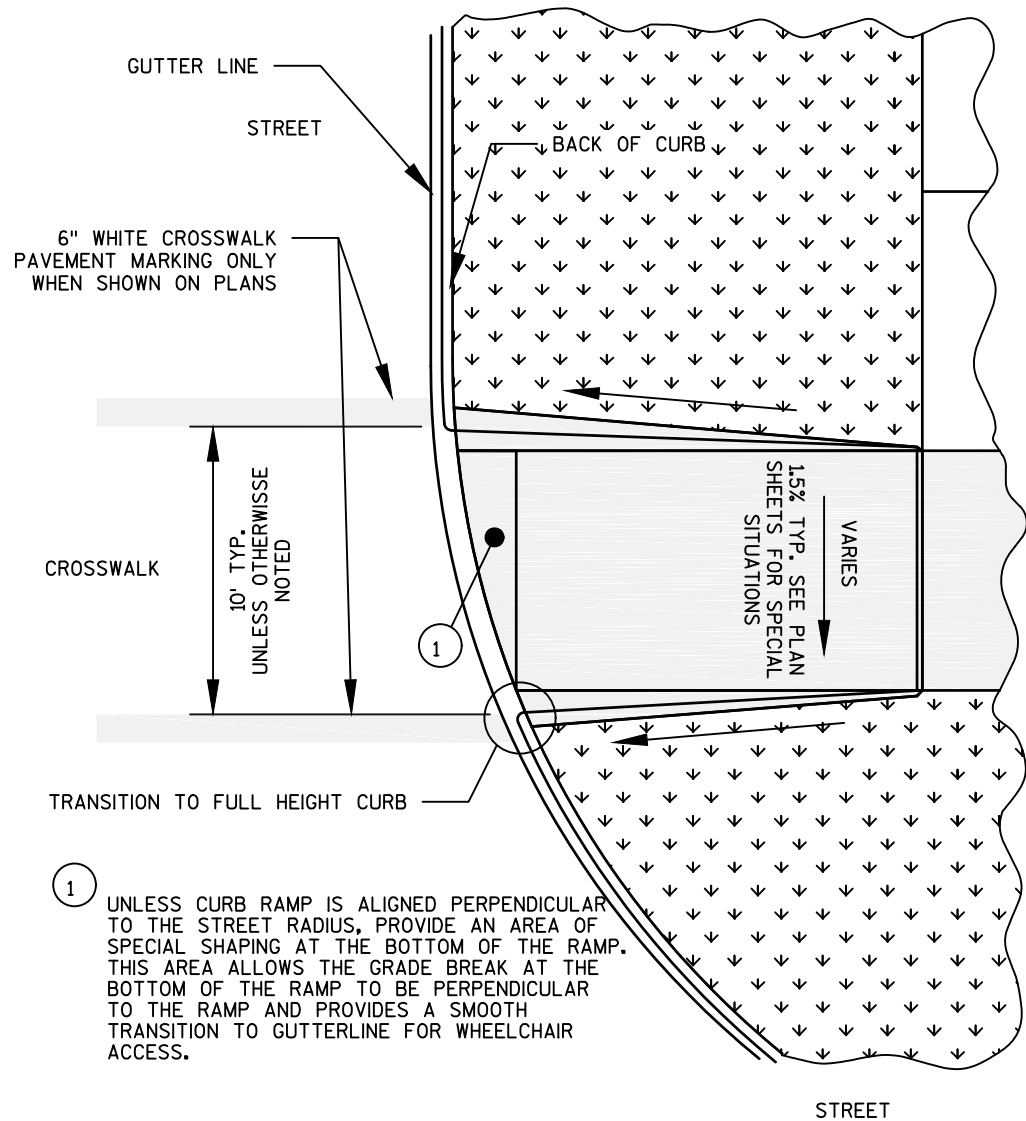 GUTTER LINE
STREET
BACK OF CURB
6" WHITE CROSSWALK
PAVEMENT MARKING ONLY
WHEN SHOWN ON PLANS
CROSSWALK
10' TYP.
UNLESS OTHERWISSE
NOTED
VARIES
1.5% TYP. SEE PLAN
SHEETS FOR SPECIAL
SITUATIONS
1
TRANSITION TO FULL HEIGHT CURB
1
UNLESS CURB RAMP IS ALIGNED PERPENDICULAR
TO THE STREET RADIUS, PROVIDE AN AREA OF
SPECIAL SHAPING AT THE BOTTOM OF THE RAMP.
THIS AREA ALLOWS THE GRADE BREAK AT THE
BOTTOM OF THE RAMP TO BE PERPENDICULAR
TO THE RAMP AND PROVIDES A SMOOTH
TRANSITION TO GUTTERLINE FOR WHEELCHAIR
ACCESS.
STREET